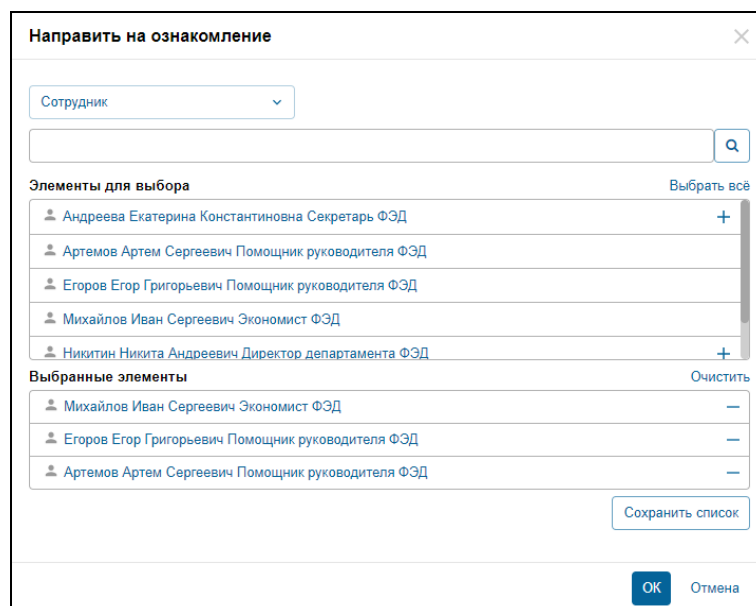 Направить на ознакомление
Сотрудник
Элементы для выбора Выбрать всё
Андреева Екатерина Константиновна Секретарь ФЭД
Артемов Артем Сергеевич Помощник руководителя ФЭД
Егоров Егор Григорьевич Помощник руководителя ФЭД
Михайлов Иван Сергеевич Экономист ФЭД
Никитин Никита Андреевич Директор департамента ФЭД
Выбранные элементы Очистить
Михайлов Иван Сергеевич Экономист ФЭД
Егоров Егор Григорьевич Помощник руководителя ФЭД
Артемов Артем Сергеевич Помощник руководителя ФЭД
Сохранить список
ОК Отмена